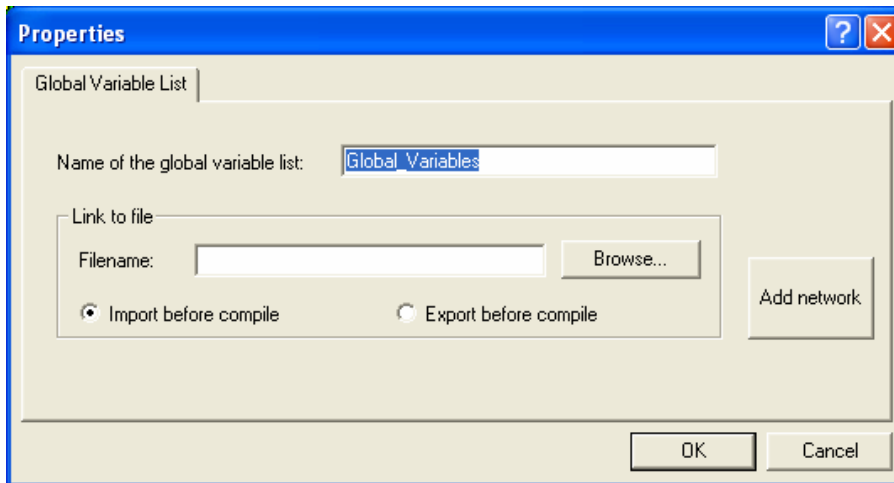 Properties
Global Variable List
Name of the global variable list: Global_Variables
Link to file
Filename: Browse...
Add network
Import before compile Export before compile
OK Cancel